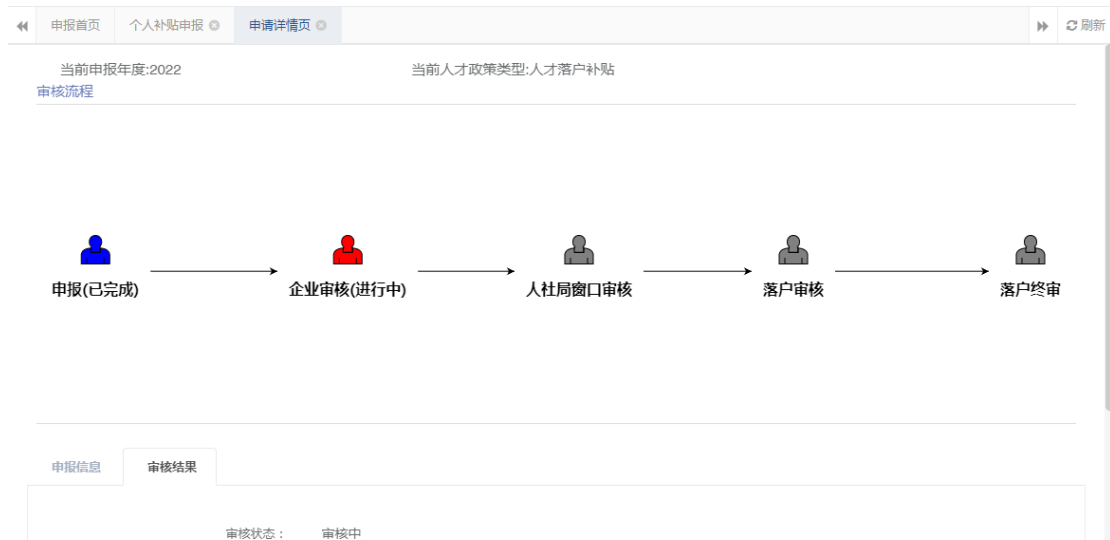 申报首页 个人补贴申报 申请详情页 刷新
当前申报年度:2022 当前人才政策类型:人才落户补贴
审核流程
申报(已完成) 企业审核(进行中) 人社局窗口审核 落户审核 落户终审
申报信息 审核结果
审核状态： 审核中